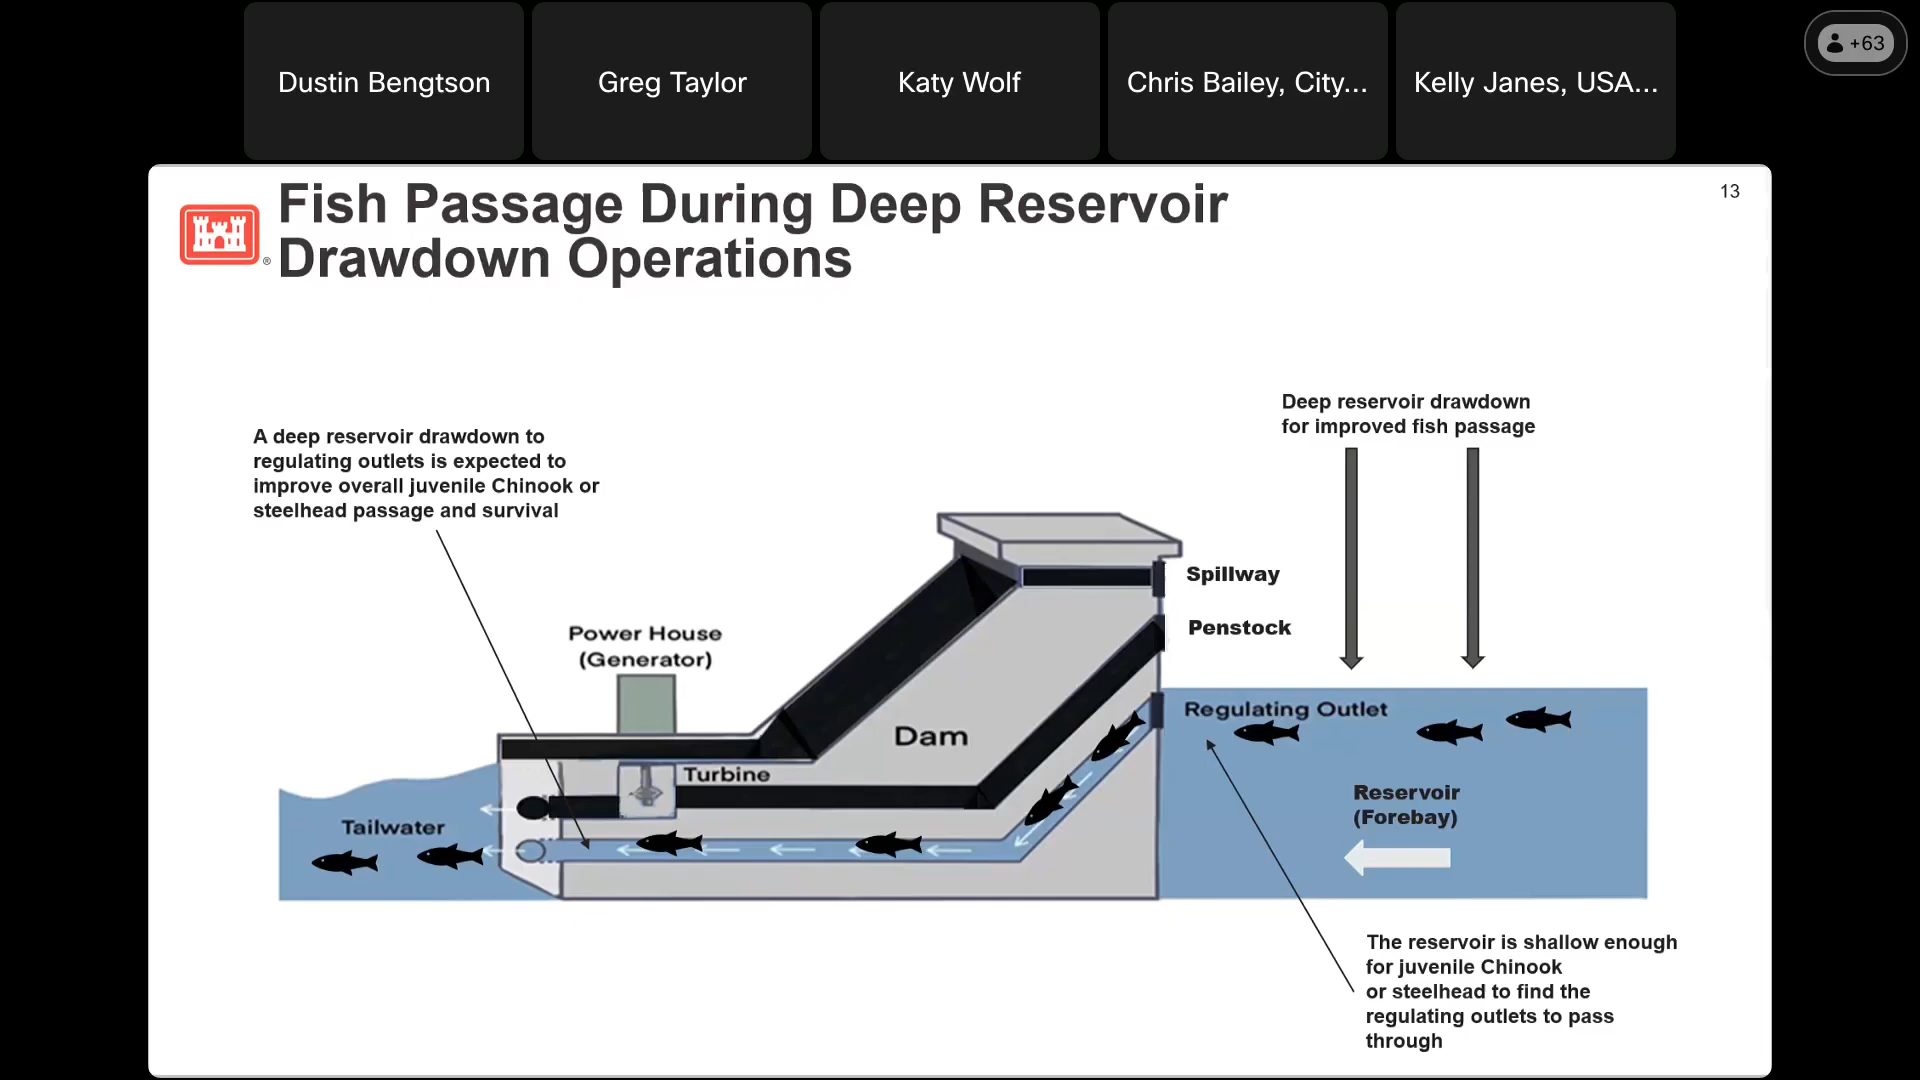 Dustin Bengtson
Greg Taylor
Katy Wolf
Chris Bailey, City...
Kelly Janes, USA...
+63
Fish Passage During Deep Reservoir
Drawdown Operations
13
®
Deep reservoir drawdown
for improved fish passage
A deep reservoir drawdown to
regulating outlets is expected to
improve overall juvenile Chinook or
steelhead passage and survival
Spillway
Penstock
Power House
(Generator)
Regulating Outlet
Dam
Turbine
Reservoir
(Forebay)
Tailwater
The reservoir is shallow enough
for juvenile Chinook
or steelhead to find the
regulating outlets to pass
through